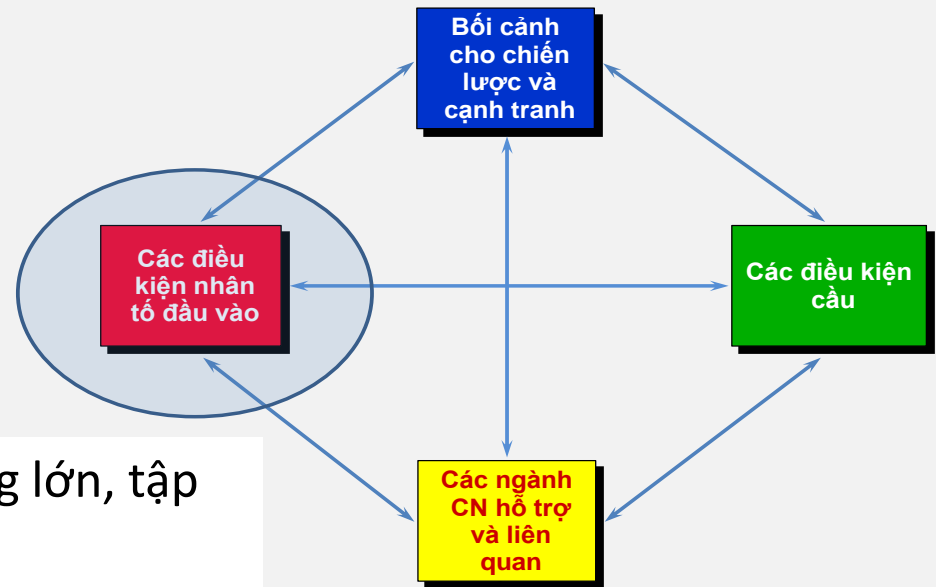 Bối cảnh
cho chiến
lược và
cạnh tranh
Các điều
kiện nhân
tố đầu vào
Các điều kiện
cầu
g lớn, tập
Các ngành
CN hỗ trợ
và liên
quan